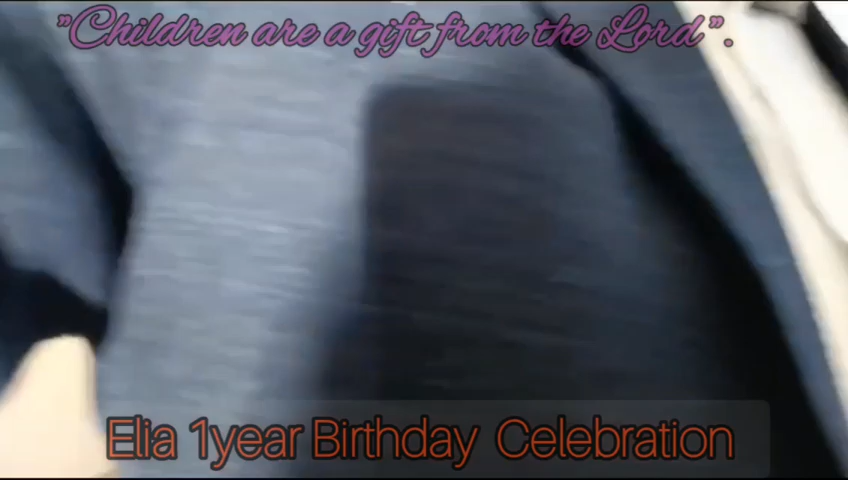 "Children are a gift from the Lord".
Elia 1year Birthday Celebration